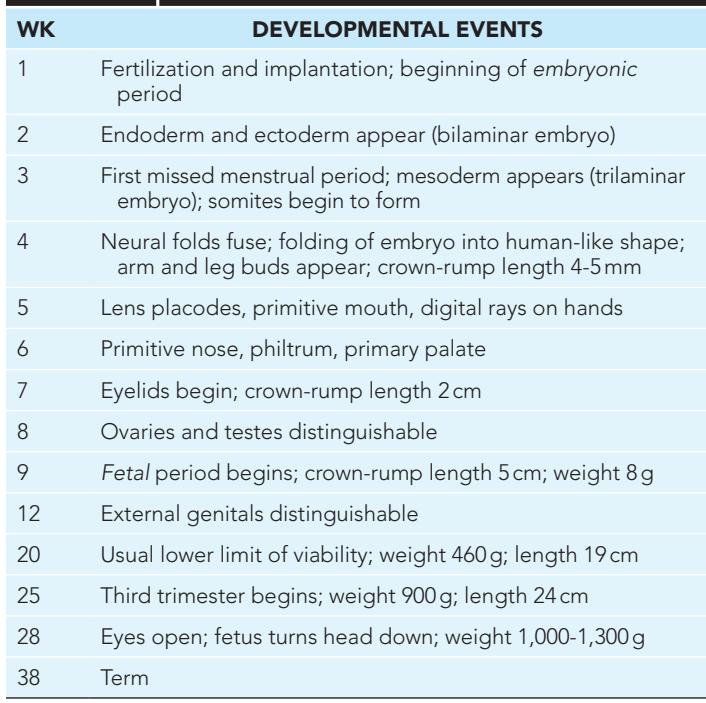 WK DEVELOPMENTAL EVENTS
1 Fertilization and implantation; beginning of embryonic
period
2 Endoderm and ectoderm appear (bilaminar embryo)
3 First missed menstrual period; mesoderm appears (trilaminar
embryo); somites begin to form
4 Neural folds fuse; folding of embryo into human-like shape;
arm and leg buds appear; crown-rump length 4-5 mm
5 Lens placodes, primitive mouth, digital rays on hands
6 Primitive nose, philtrum, primary palate
7 Eyelids begin; crown-rump length 2 cm
8 Ovaries and testes distinguishable
9 Fetal period begins; crown-rump length 5 cm; weight 8 g
12 External genitals distinguishable
20 Usual lower limit of viability; weight 460 g; length 19 cm
25 Third trimester begins; weight 900 g; length 24 cm
28 Eyes open; fetus turns head down; weight 1,000-1,300 g
38 Term